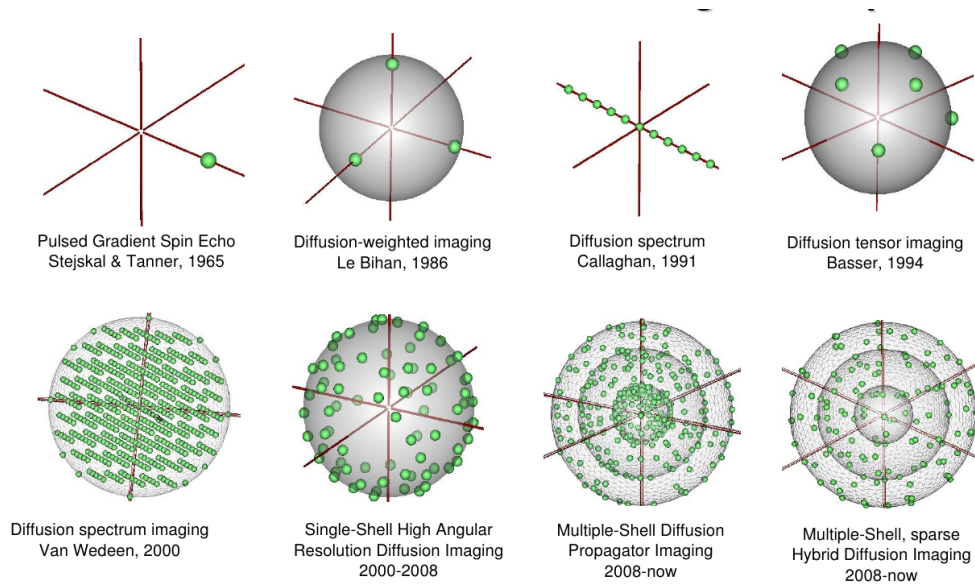 Pulsed Gradient Spin Echo
Stejskal & Tanner, 1965
Diffusion-weighted imaging
Le Bihan, 1986
Diffusion spectrum
Callaghan, 1991
Diffusion tensor imaging
Basser, 1994
Diffusion spectrum imaging
Van Wedeen, 2000
Single-Shell High Angular
Resolution Diffusion Imaging
2000-2008
Multiple-Shell Diffusion
Propagator Imaging
2008-now
Multiple-Shell, sparse
Hybrid Diffusion Imaging
2008-now